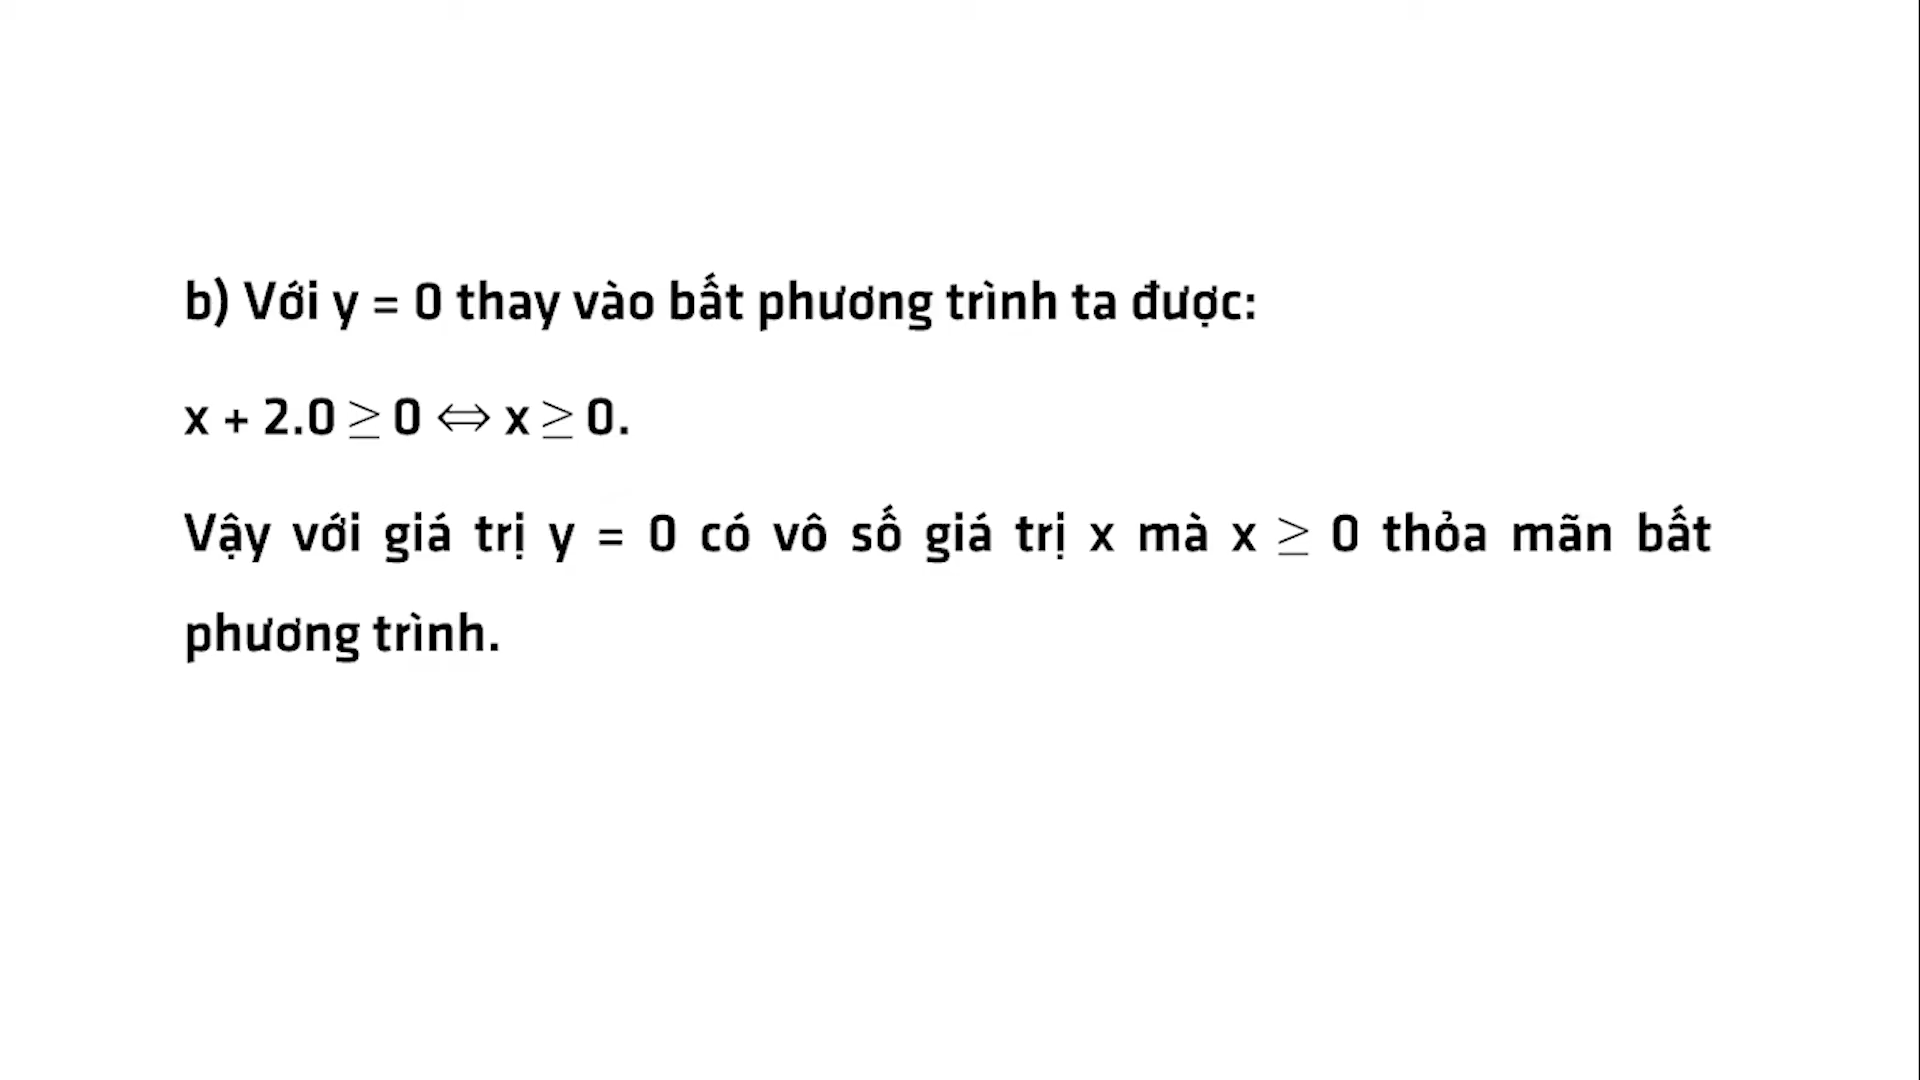 b) Với y = 0 thay vào bất phương trình ta được:
x + 2.0 ≥ 0 ⇔ x ≥ 0.
Vậy với giá trị y = 0 có vô số giá trị x mà x ≥ 0 thỏa mãn bất
phương trình.